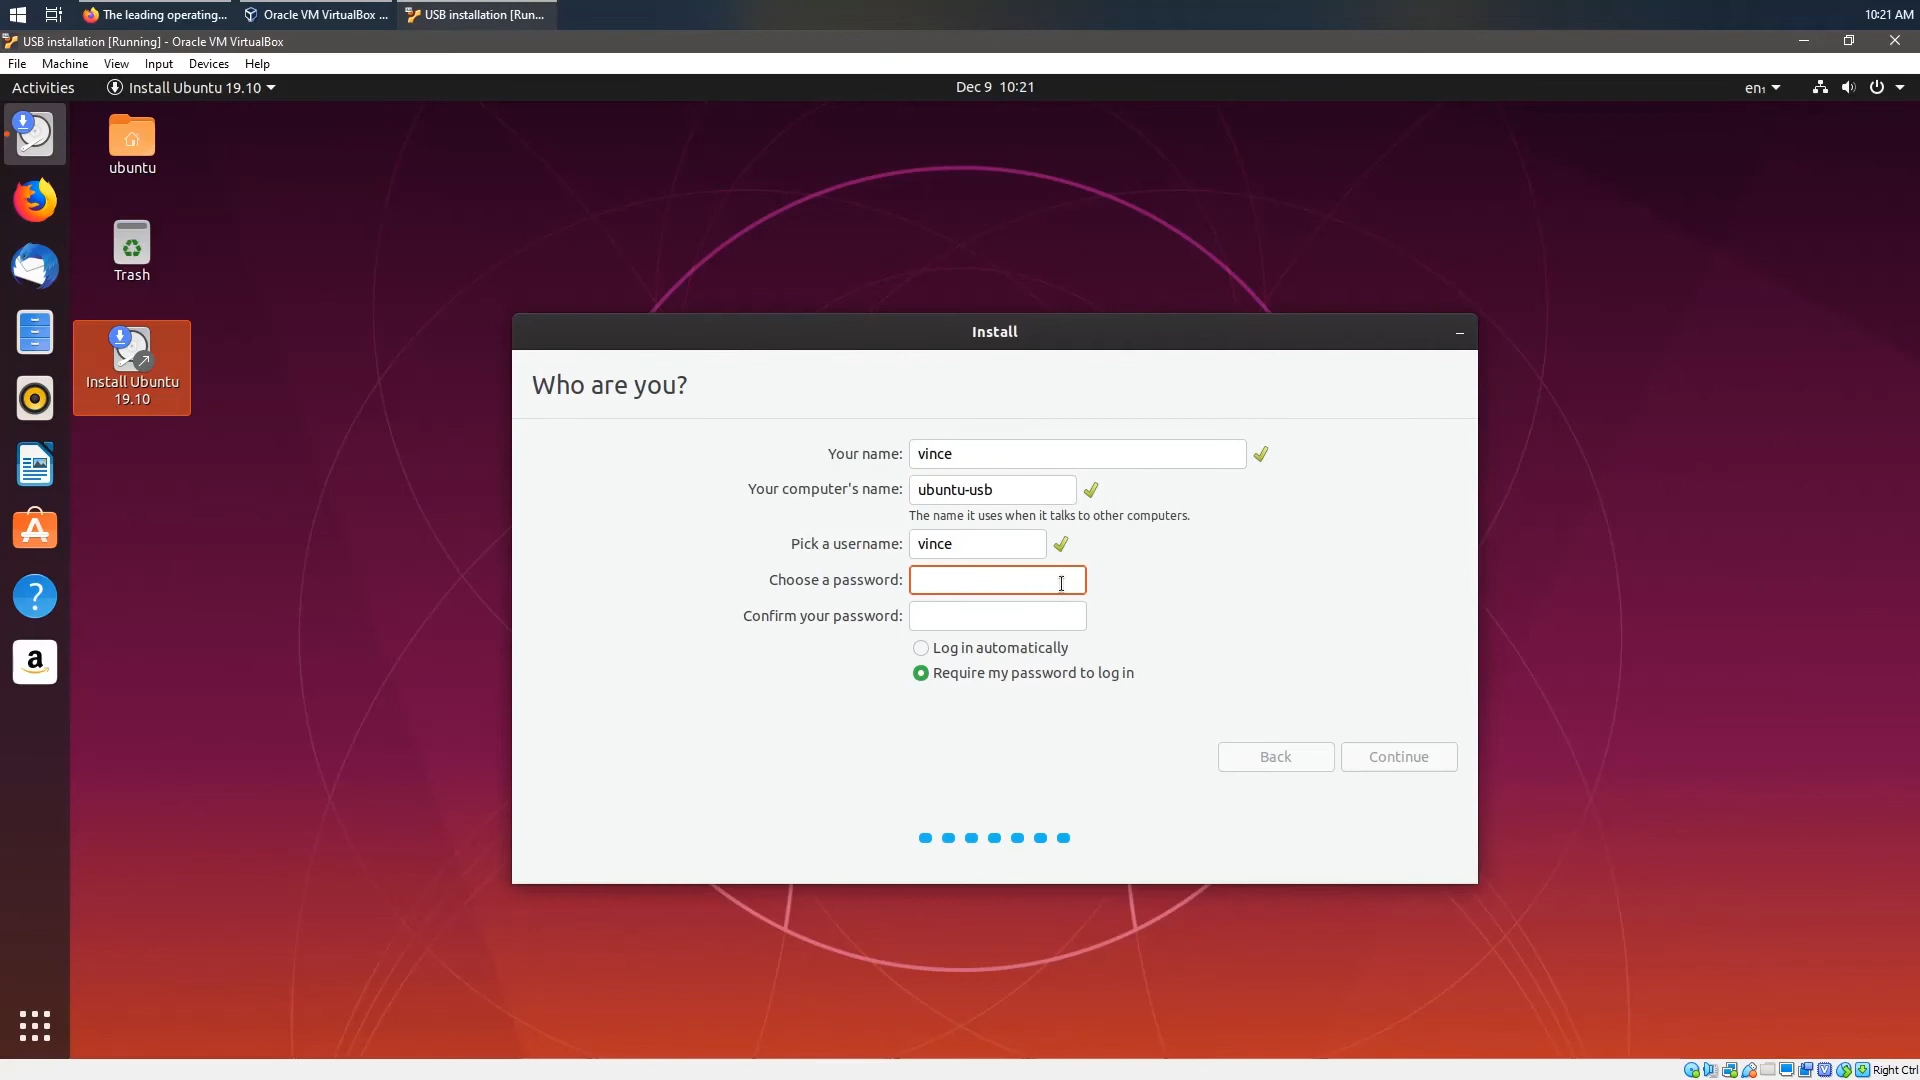 The leading operating...
Oracle VM VirtualBox ...
USB installation [Run...
10:21 AM
USB installation [Running] - Oracle VM VirtualBox
File Machine View Input Devices Help
Activities
Install Ubuntu 19.10
Dec 9 10:21
en₁
ubuntu
Trash
Install Ubuntu
19.10
Install
Who are you?
Your name: vince
Your computer's name: ubuntu-usb
The name it uses when it talks to other computers.
Pick a username: vince
Choose a password:
Confirm your password:
Log in automatically
Require my password to log in
Back
Continue
Right Ctrl